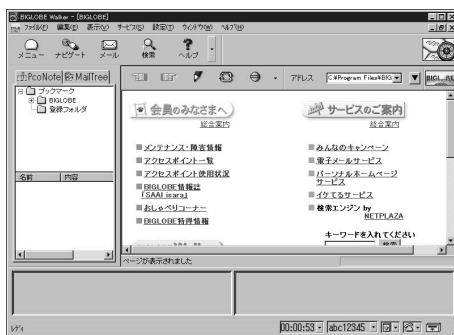 BIGLOBE Walker - [BIGLOBE]
ファイル(F) 編集(E) 表示(V) サービス(S) 設定(T) ウィンドウ(W) ヘルプ(H)
メニュー ナビゲート メール 検索 ヘルプ
PcoNote MailTree アドレス C:¥Program Files¥BIG
ブックマーク
BIGLOBE
登録フォルダ
名前 内容
会員のみなさまへ
総合案内
メンテナンス・障害情報
アクセスポイント一覧
アクセスポイント使用状況
BIGLOBE情報誌
「SAAI isara」
おしゃべりコーナー
BIGLOBE特得情報
サービスのご案内
総合案内
みんなのキャンペーン
電子メールサービス
パーソナルホームページ
サービス
イケてるサービス
検索エンジン by
NETPLAZA
キーワードを入れてください
検索
ページが表示されました
レディ 00:00:53 abc12345